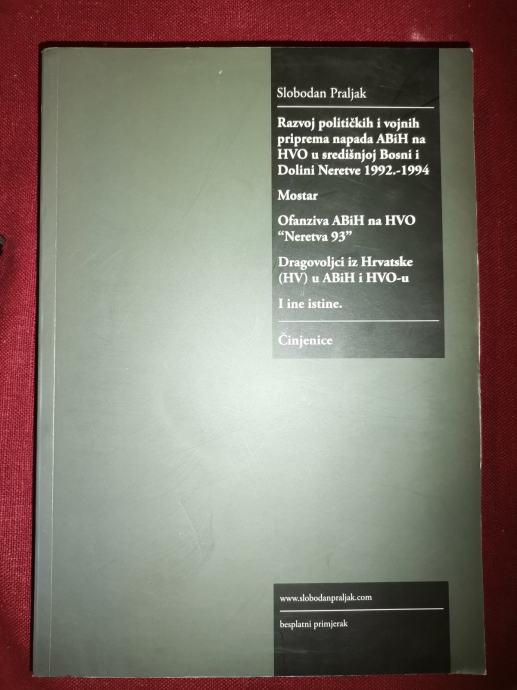 Slobodan Praljak
Razvoj političkih i vojnih
priprema napada ABiH na
HVO u središnjoj Bosni i
Dolini Neretve 1992.-1994
Mostar
Ofanziva ABiH na HVO
“Neretva 93”
Dragovoljci iz Hrvatske
(HV) u ABiH i HVO-u
I ine istine.
Činjenice
www.slobodanpraljak.com
besplatni primjerak